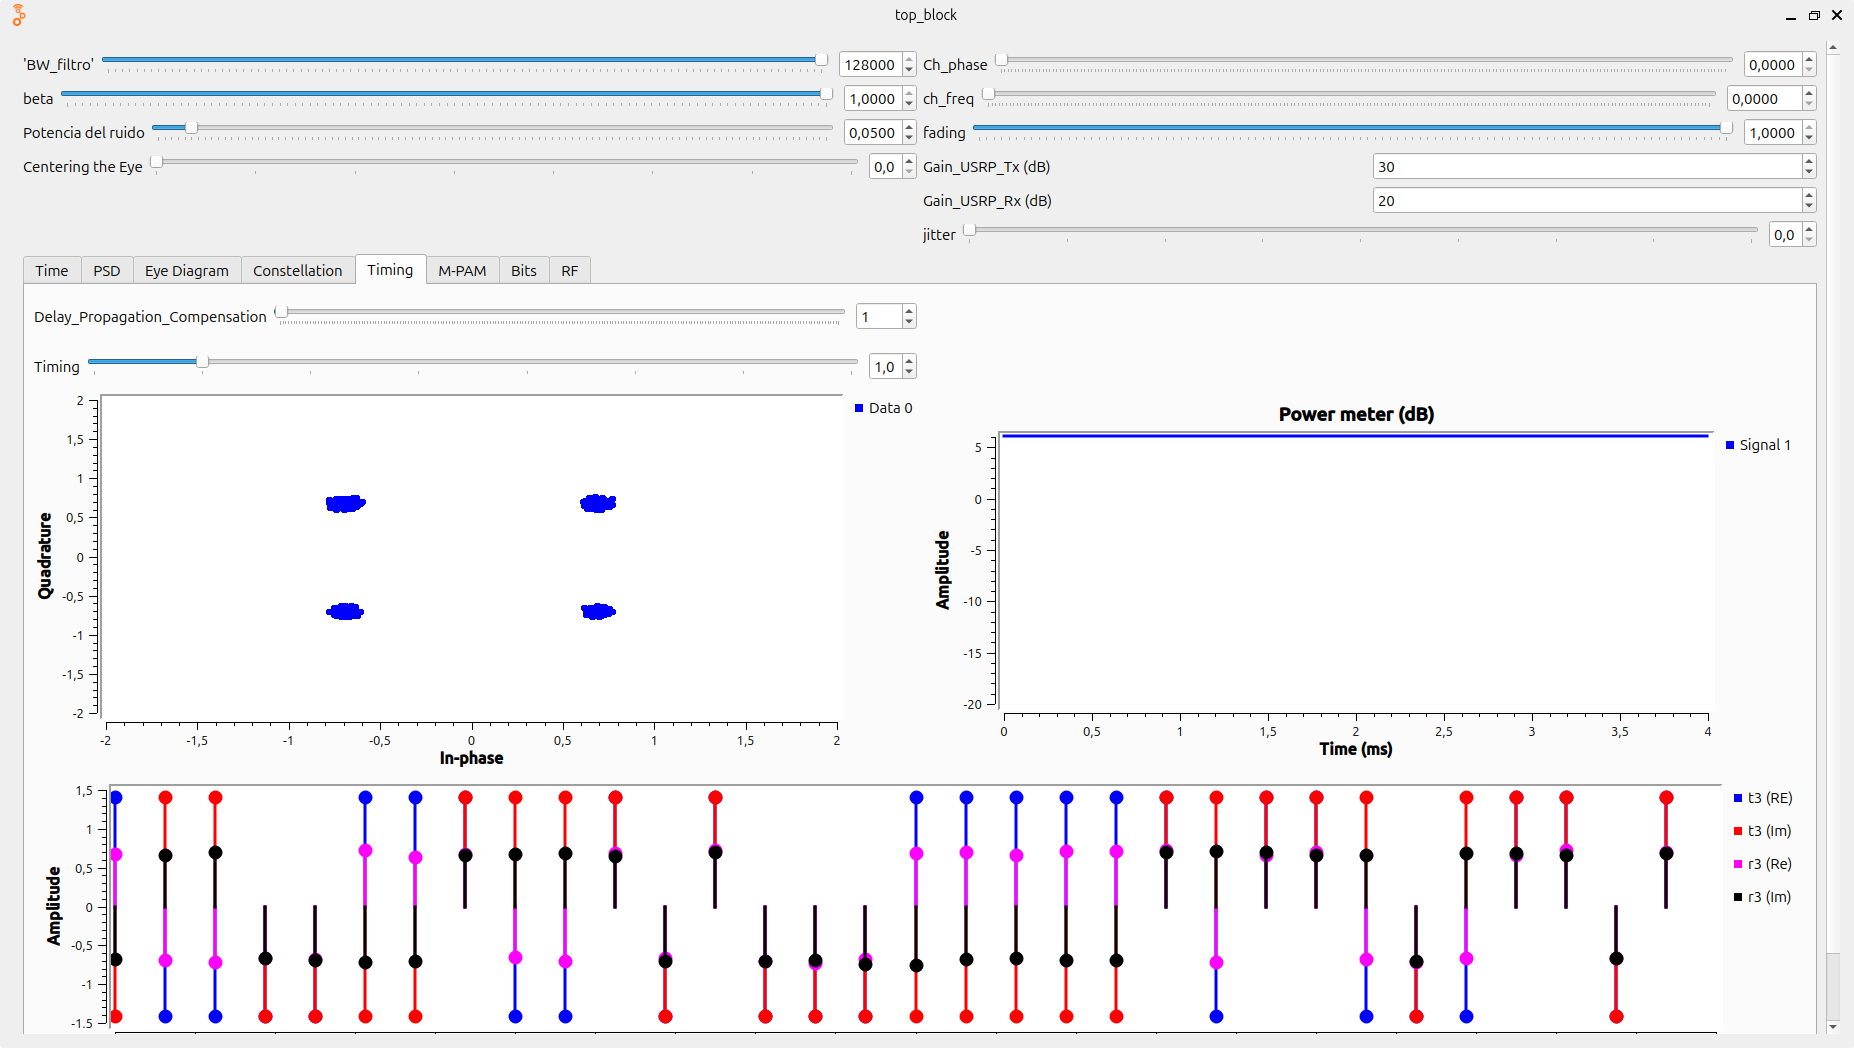 top_block
'BW_filtro' 128000
Ch_phase 0,0000
beta 1,0000
ch_freq 0,0000
Potencia del ruido 0,0500
fading 1,0000
Centering the Eye 0,0
Gain_USRP_Tx (dB) 30
Gain_USRP_Rx (dB) 20
jitter 0,0
Time PSD Eye Diagram Constellation Timing M-PAM Bits RF
Delay_Propagation_Compensation 1
Timing 1,0
2
1,5
1
0,5
0
-0,5
-1
-1,5
-2
Quadrature
-2 -1,5 -1 -0,5 0 0,5 1 1,5 2
In-phase
Data 0
Power meter (dB)
5
0
-5
-10
-15
-20
Amplitude
0 0,5 1 1,5 2 2,5 3 3,5 4
Time (ms)
Signal 1
1,5
1
0,5
0
-0,5
-1
-1.5
Amplitude
t3 (RE)
t3 (Im)
r3 (Re)
r3 (Im)